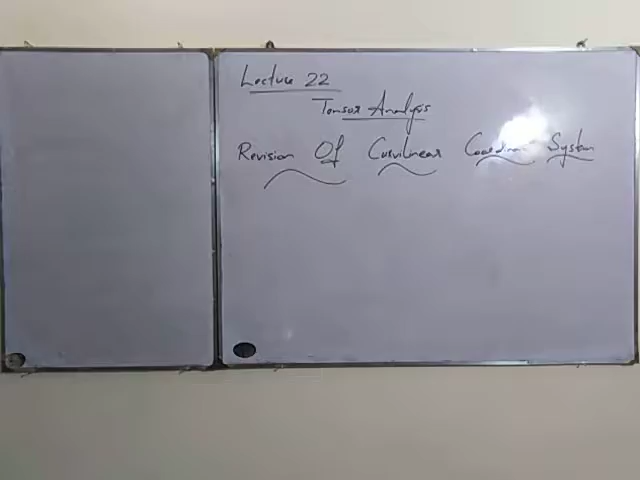 Lecture 22
Tensor Analysis
Revision Of Curvilinear Coordinate System